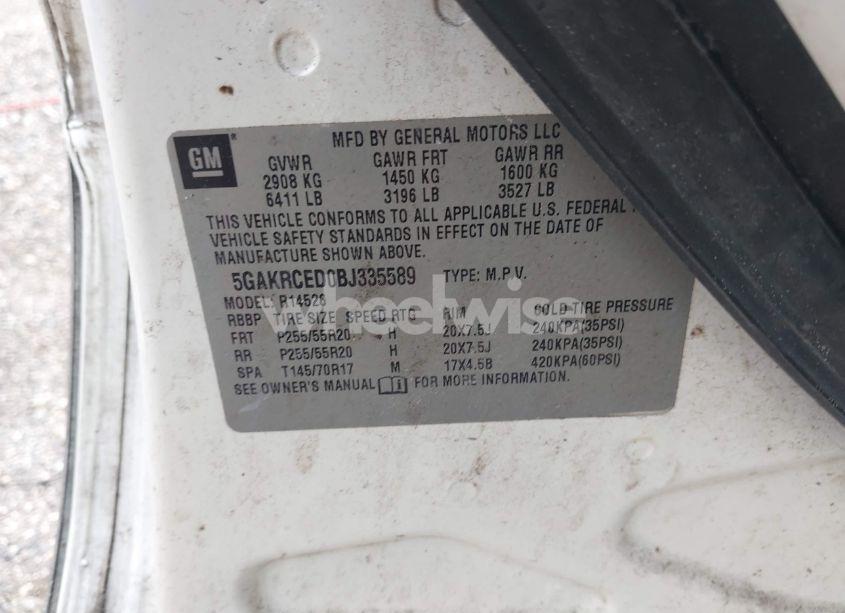 GM ® MFD BY GENERAL MOTORS LLC
GVWR GAWR FRT GAWR RR
2908 KG 1450 KG 1600 KG
6411 LB 3196 LB 3527 LB
THIS VEHICLE CONFORMS TO ALL APPLICABLE U.S. FEDERAL
VEHICLE SAFETY STANDARDS IN EFFECT ON THE DATE OF
MANUFACTURE SHOWN ABOVE.
5GAKRCED0BJ335589 TYPE: M.P.V.
MODEL: R14526
wheelwise
RBBP TIRE SIZE SPEED RTG RIM COLD TIRE PRESSURE
FRT P255/55R20 H 20X7.5J 240KPA(35PSI)
RR P255/55R20 H 20X7.5J 240KPA(35PSI)
SPA T145/70R17 M 17X4.5B 420KPA(60PSI)
SEE OWNER'S MANUAL FOR MORE INFORMATION.